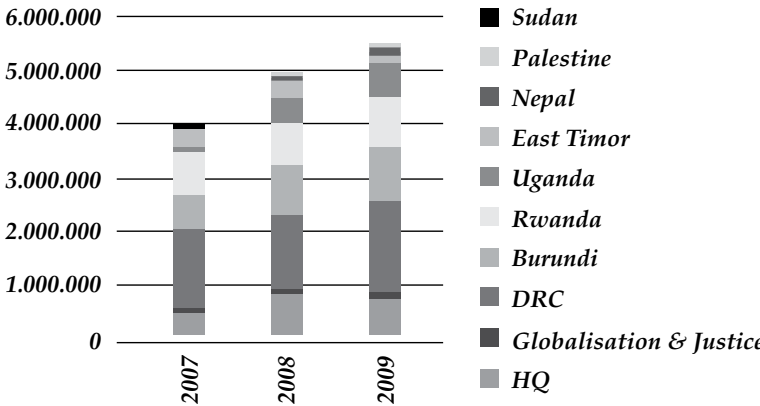 6.000.000
5.000.000
4.000.000
3.000.000
2.000.000
1.000.000
0
2007
2008
2009
Sudan
Palestine
Nepal
East Timor
Uganda
Rwanda
Burundi
DRC
Globalisation & Justice
HQ